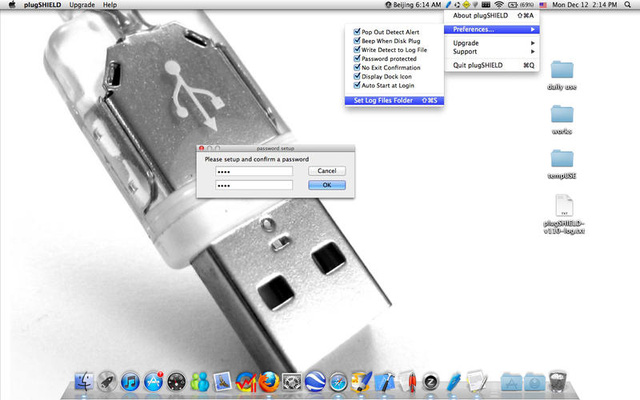 plugSHIELD Upgrade Help
Beijing 6:14 AM (69%) Mon Dec 12 2:14 PM
About plugSHIELD ⇧⌘A
Preferences...
Upgrade
Support
Quit plugSHIELD ⌘Q
Pop Out Detect Alert
Beep When Disk Plug
Write Detect to Log File
Password protected
No Exit Confirmation
Display Dock Icon
Auto Start at Login
Set Log Files Folder ⇧⌘S
password setup
Please setup and confirm a password
Cancel
OK
daily use
works
tempUSE
TXT
plugSHIELD-
v110-log.txt